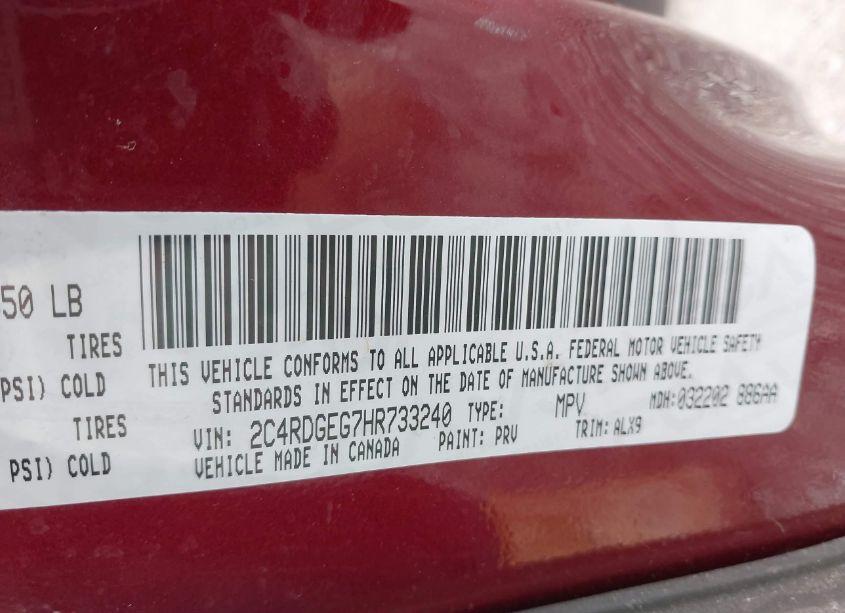 50 LB
TIRES
PSI) COLD
TIRES
PSI) COLD
THIS VEHICLE CONFORMS TO ALL APPLICABLE U.S.A. FEDERAL MOTOR VEHICLE SAFETY
STANDARDS IN EFFECT ON THE DATE OF MANUFACTURE SHOWN ABOVE.
VIN: 2C4RDGEG7HR733240 TYPE: MPV MDH:032202 886AA
VEHICLE MADE IN CANADA PAINT: PRV TRIM: ALX9